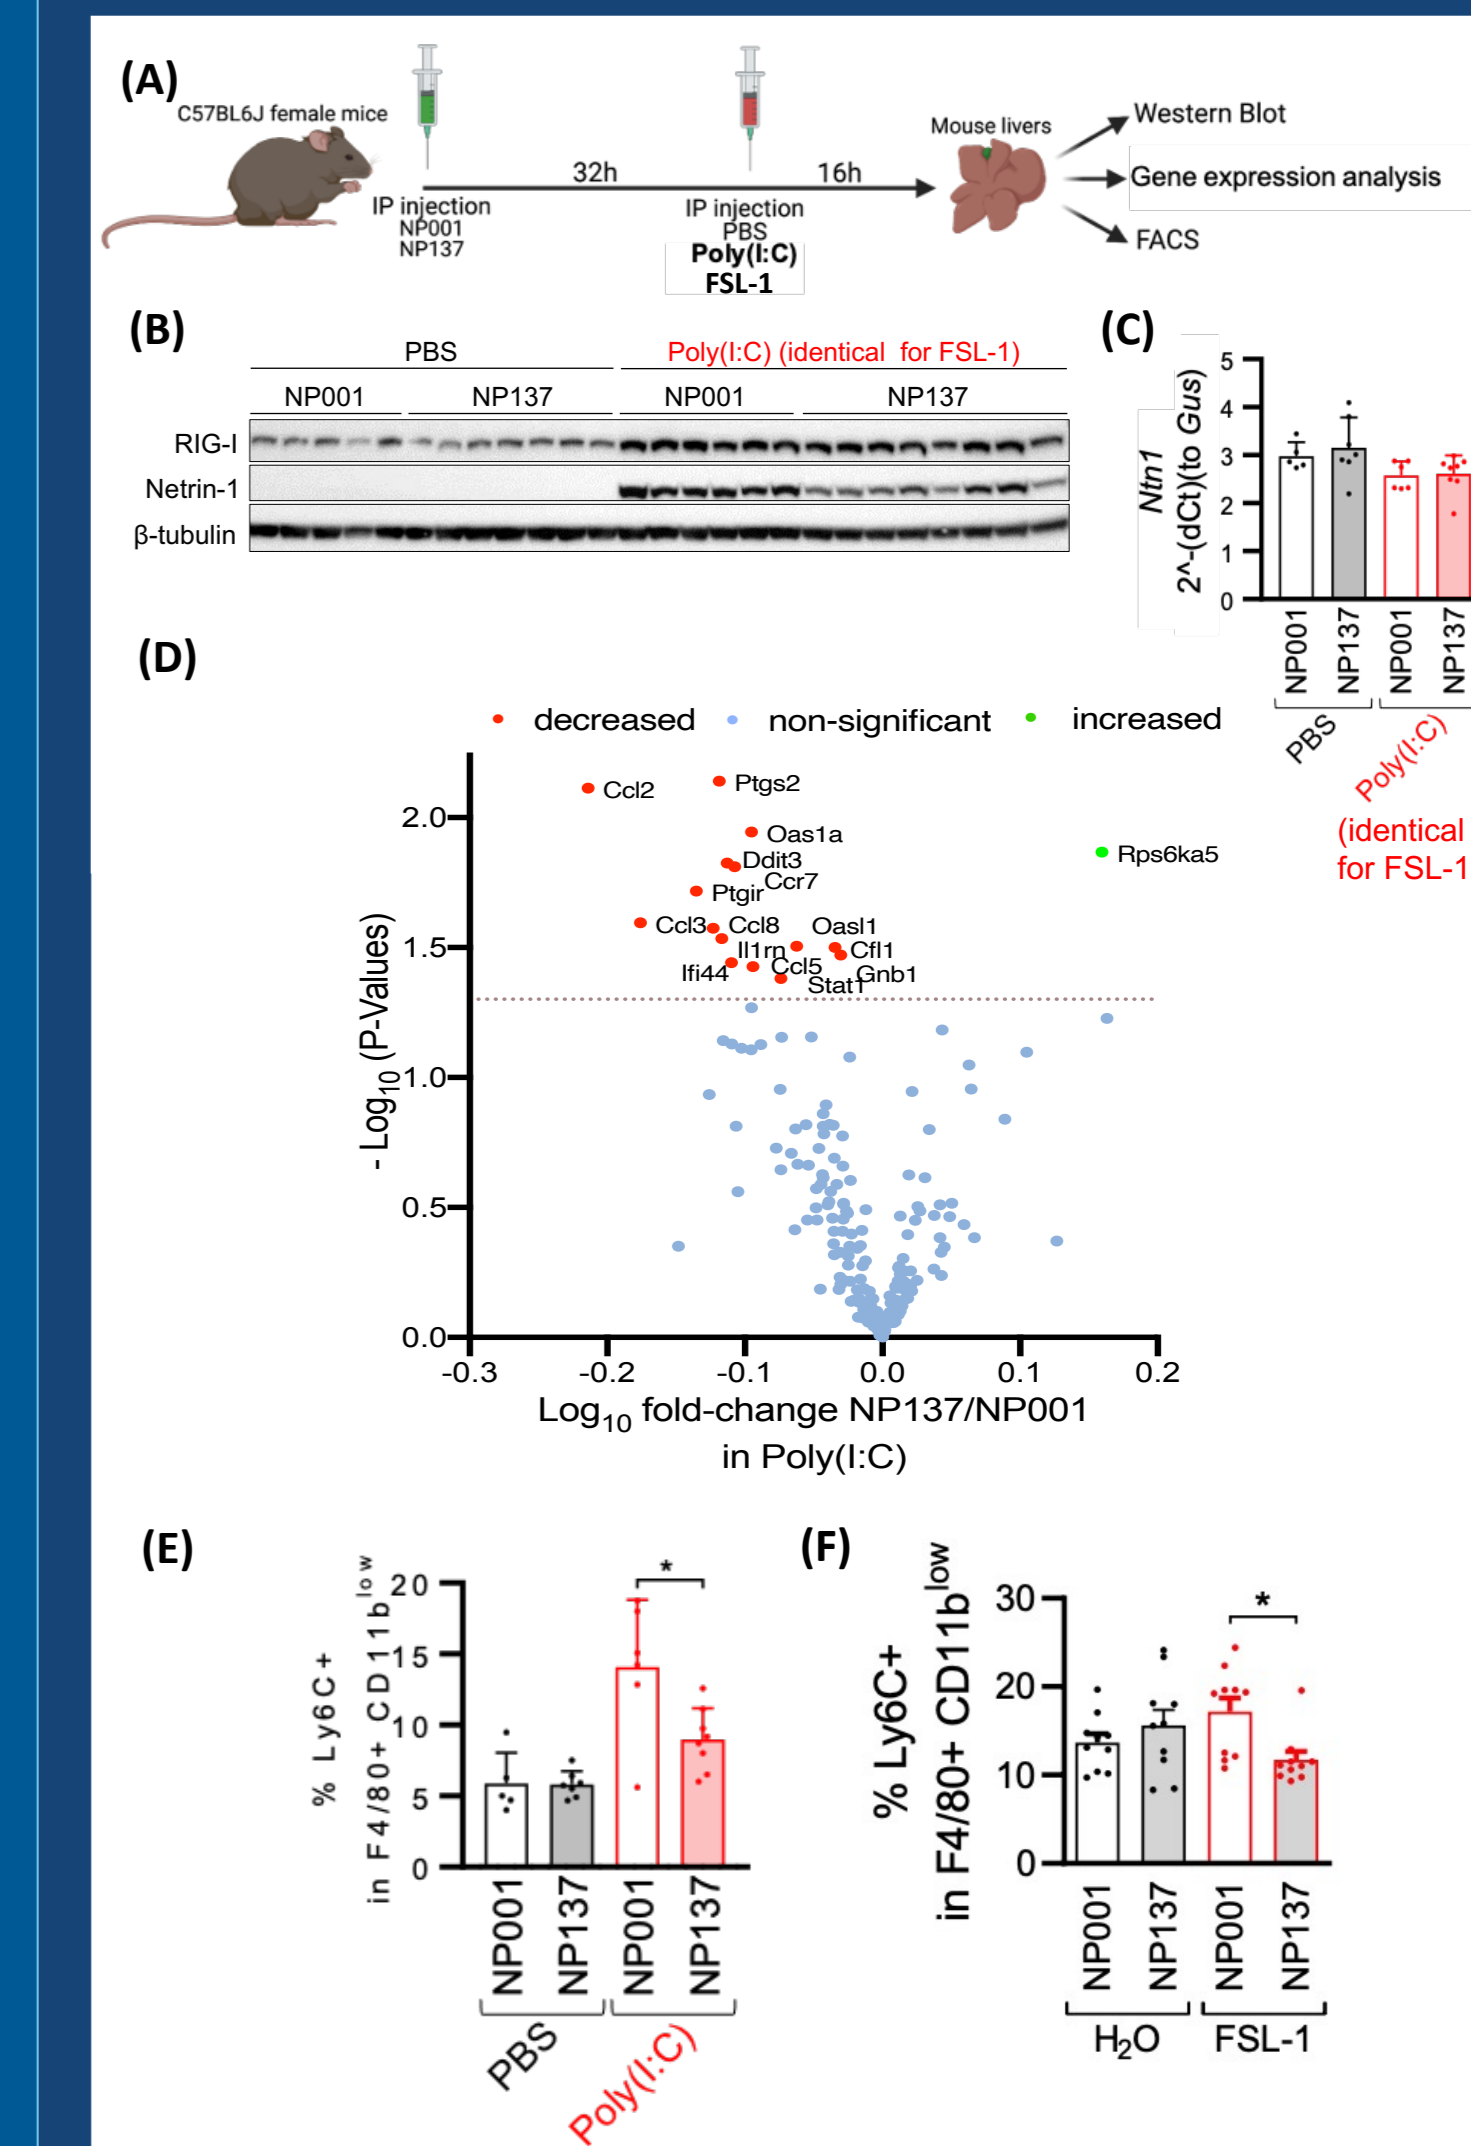 (A)
C57BL6J female mice
32h
16h
IP injection
NP001
NP137
IP injection
PBS
Poly(I:C)
FSL-1
Mouse livers
Western Blot
Gene expression analysis
FACS
(B)
PBS
Poly(I:C) (identical for FSL-1)
NP001
NP137
NP001
NP137
RIG-I
Netrin-1
β-tubulin
(C)
Ntn1
2^-(dCt)(to Gus)
5
4
3
2
1
0
NP001
NP137
NP001
NP137
PBS
Poly(I:C)
(identical
for FSL-1
(D)
decreased
non-significant
increased
Ccl2
Ptgs2
Oas1a
Ddit3
Ccr7
Ptgir
Rps6ka5
Ccl3
Ccl8
Oasl1
Il1rn
Cfl1
Ifi44
Ccl5
Gnb1
Stat1
- Log10 (P-Values)
2.0
1.5
1.0
0.5
0.0
-0.3
-0.2
-0.1
0.0
0.1
0.2
Log10 fold-change NP137/NP001
in Poly(I:C)
(E)
% Ly6C+
in F4/80+ CD11blow
20
15
10
5
0
NP001
NP137
NP001
NP137
PBS
Poly(I:C)
*
(F)
% Ly6C+
in F4/80+ CD11blow
30
20
10
0
*
NP001
NP137
NP001
NP137
H2O
FSL-1